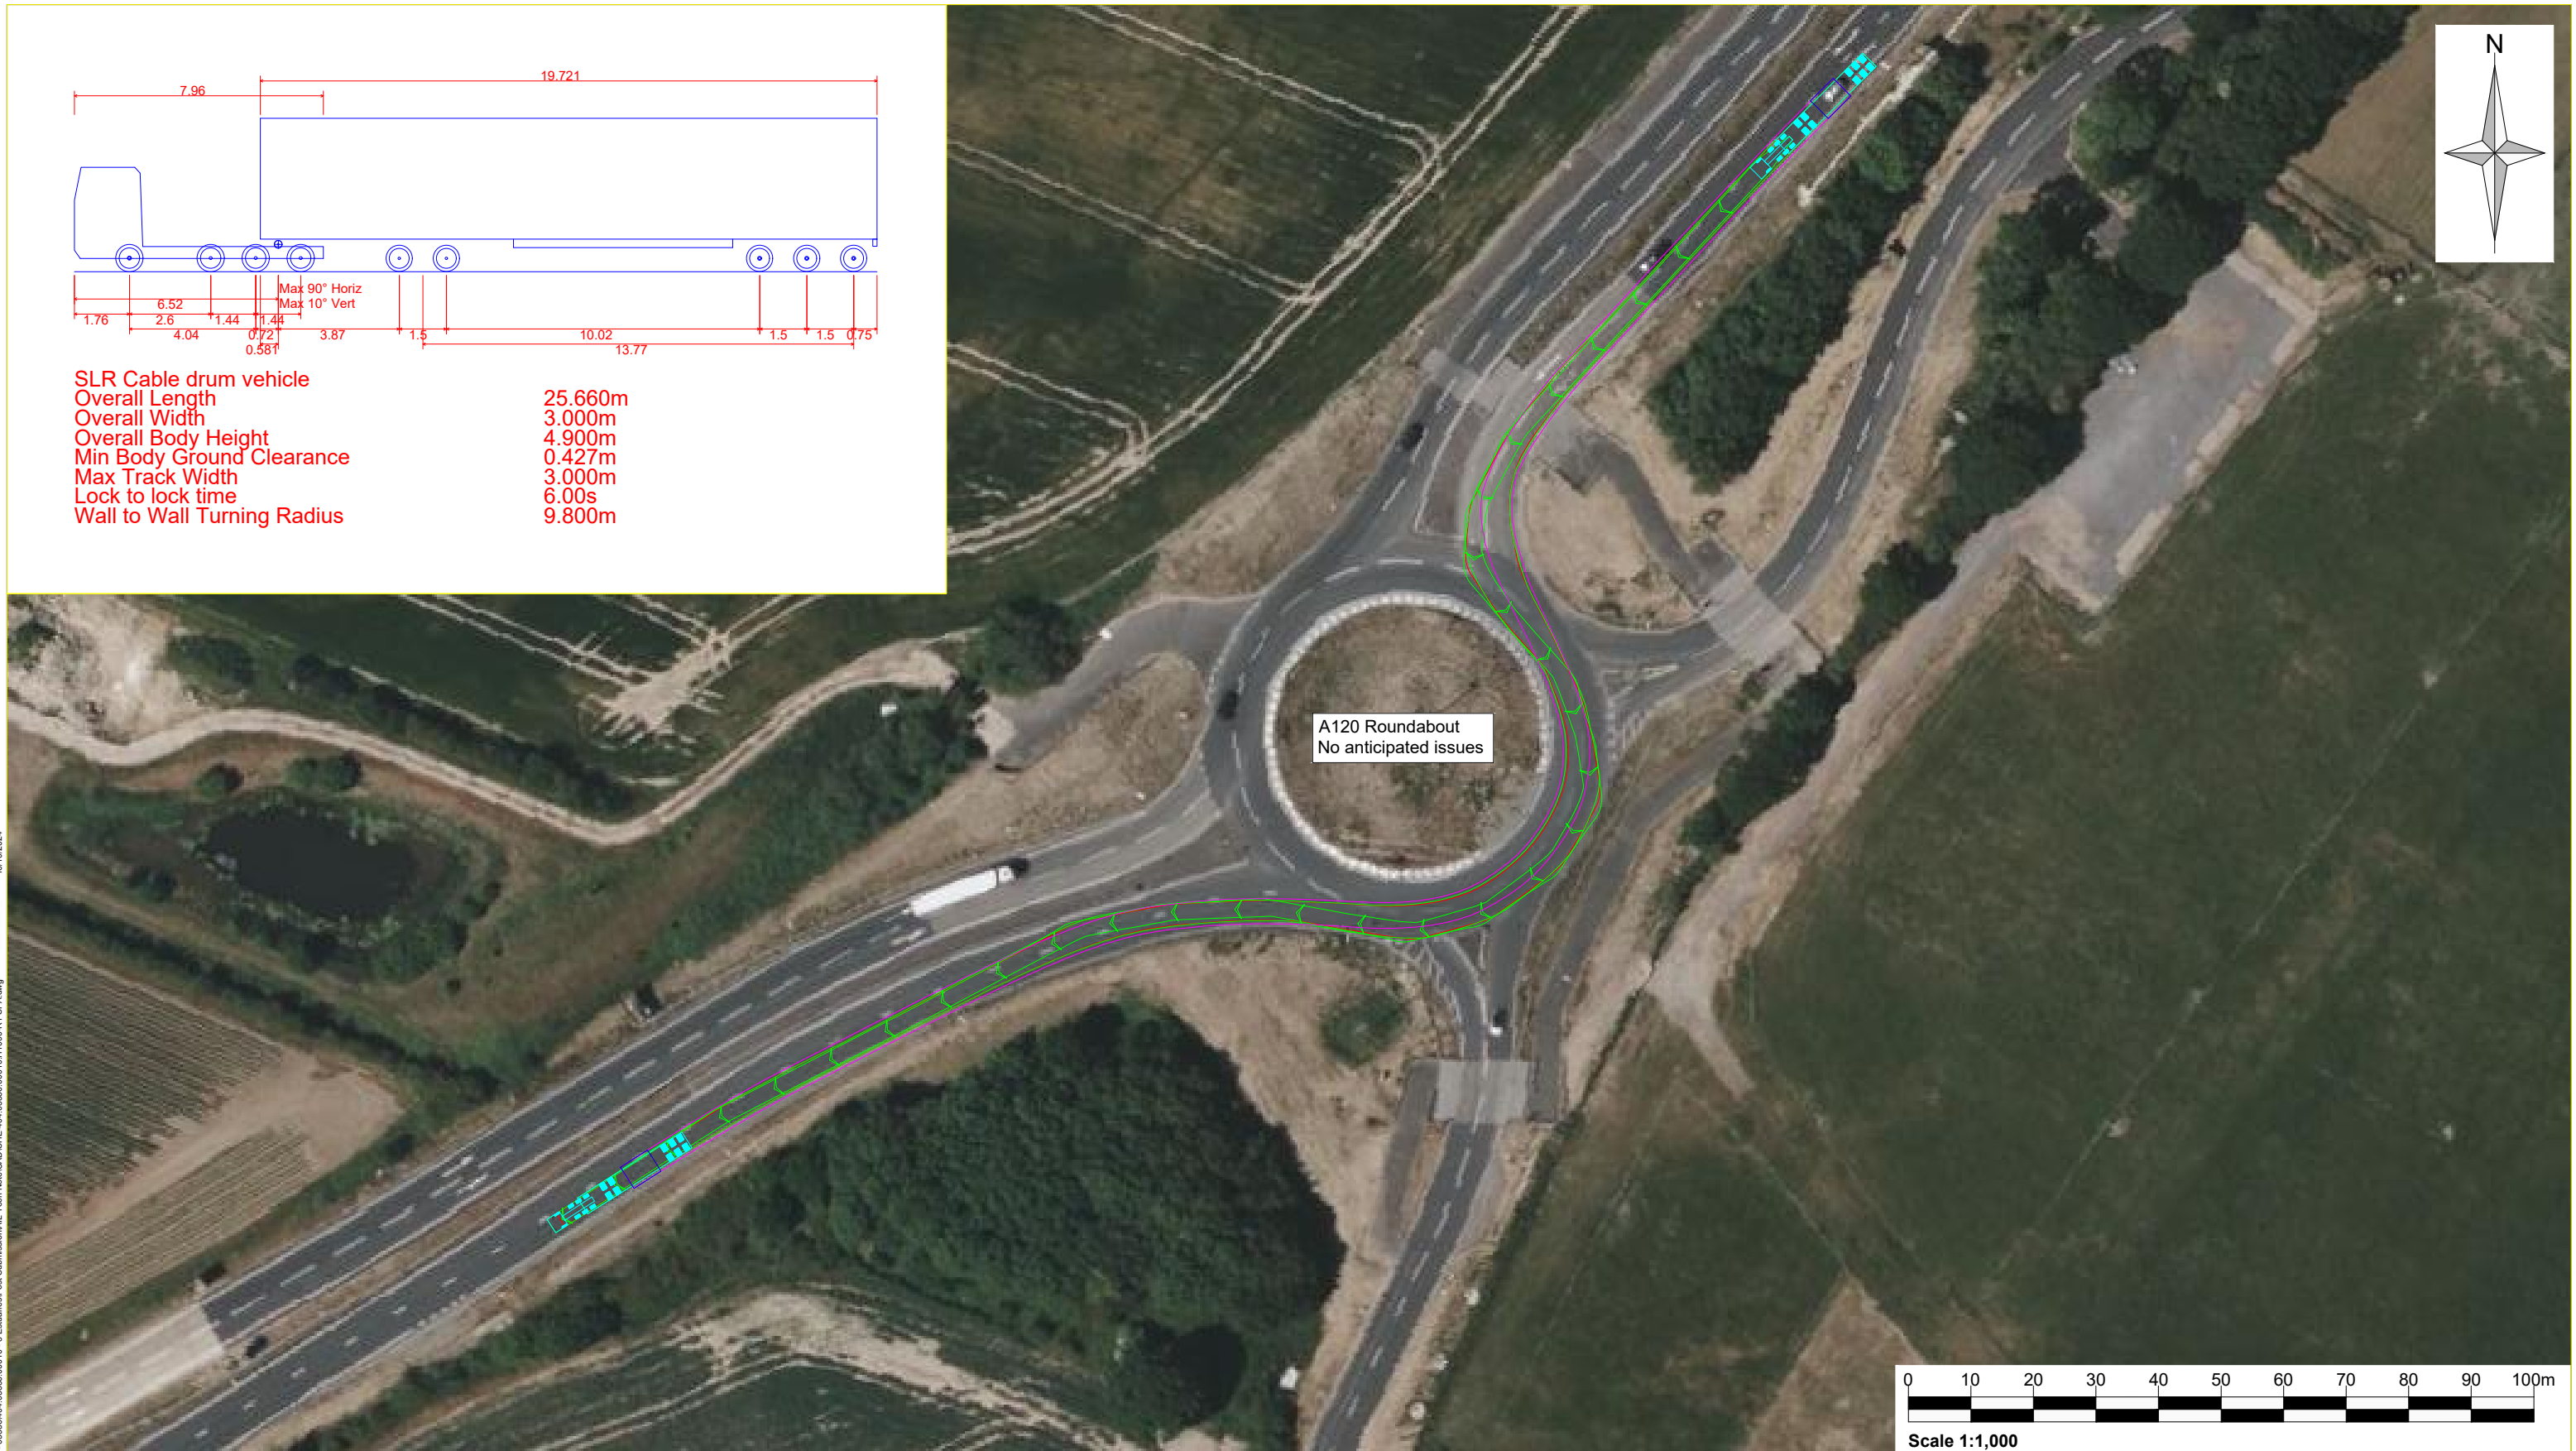 19.721
7.96
Max 90° Horiz
Max 10° Vert
6.52
1.76 2.6 1.44 1.44
4.04 0.72 3.87 1.5 10.02 1.5 1.5 0.75
0.581 13.77
SLR Cable drum vehicle
Overall Length 25.660m
Overall Width 3.000m
Overall Body Height 4.900m
Min Body Ground Clearance 0.427m
Max Track Width 3.000m
Lock to lock time 6.00s
Wall to Wall Turning Radius 9.800m
N
A120 Roundabout
No anticipated issues
0 10 20 30 40 50 60 70 80 90 100m
Scale 1:1,000